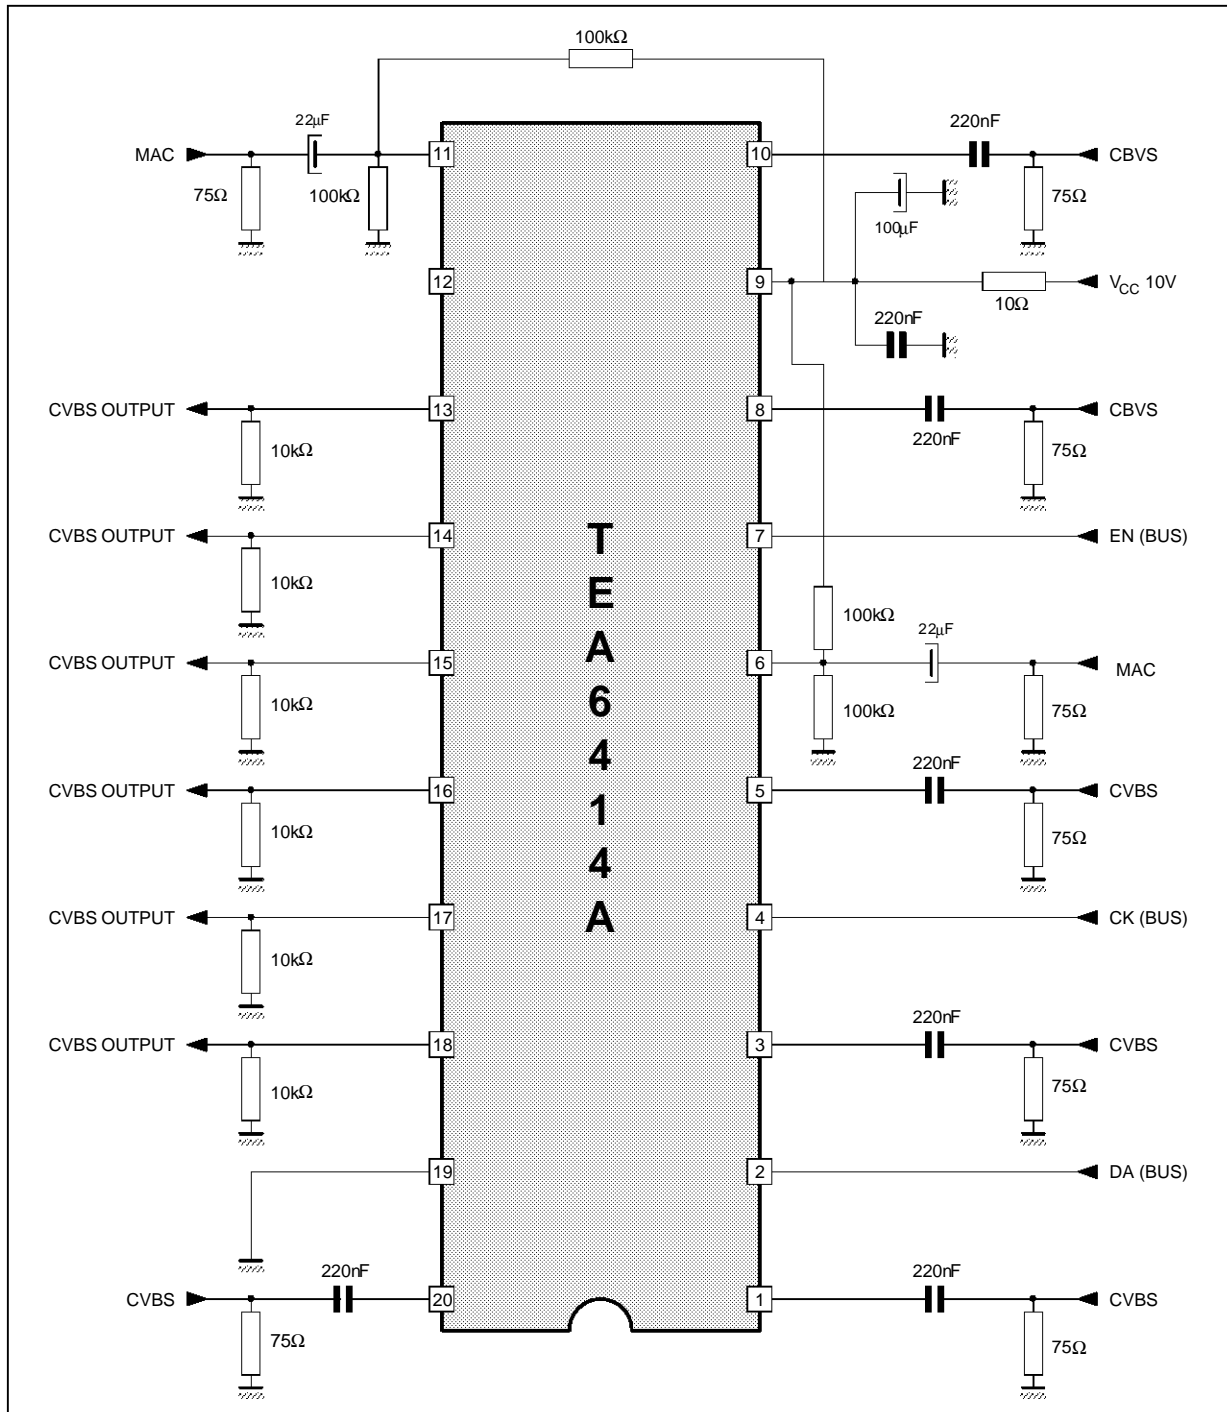 100kΩ
22µF
220nF
MAC
11
10
CBVS
75Ω
100kΩ
100µF
75Ω
12
9
VCC 10V
10Ω
220nF
CVBS OUTPUT
13
8
CBVS
10kΩ
220nF
75Ω
CVBS OUTPUT
14
7
EN (BUS)
10kΩ
100kΩ
22µF
CVBS OUTPUT
15
6
MAC
10kΩ
100kΩ
75Ω
220nF
CVBS OUTPUT
16
5
CVBS
10kΩ
75Ω
TEA6414A
CVBS OUTPUT
17
4
CK (BUS)
10kΩ
220nF
CVBS OUTPUT
18
3
CVBS
10kΩ
75Ω
19
2
DA (BUS)
220nF
220nF
CVBS
20
1
CVBS
75Ω
75Ω